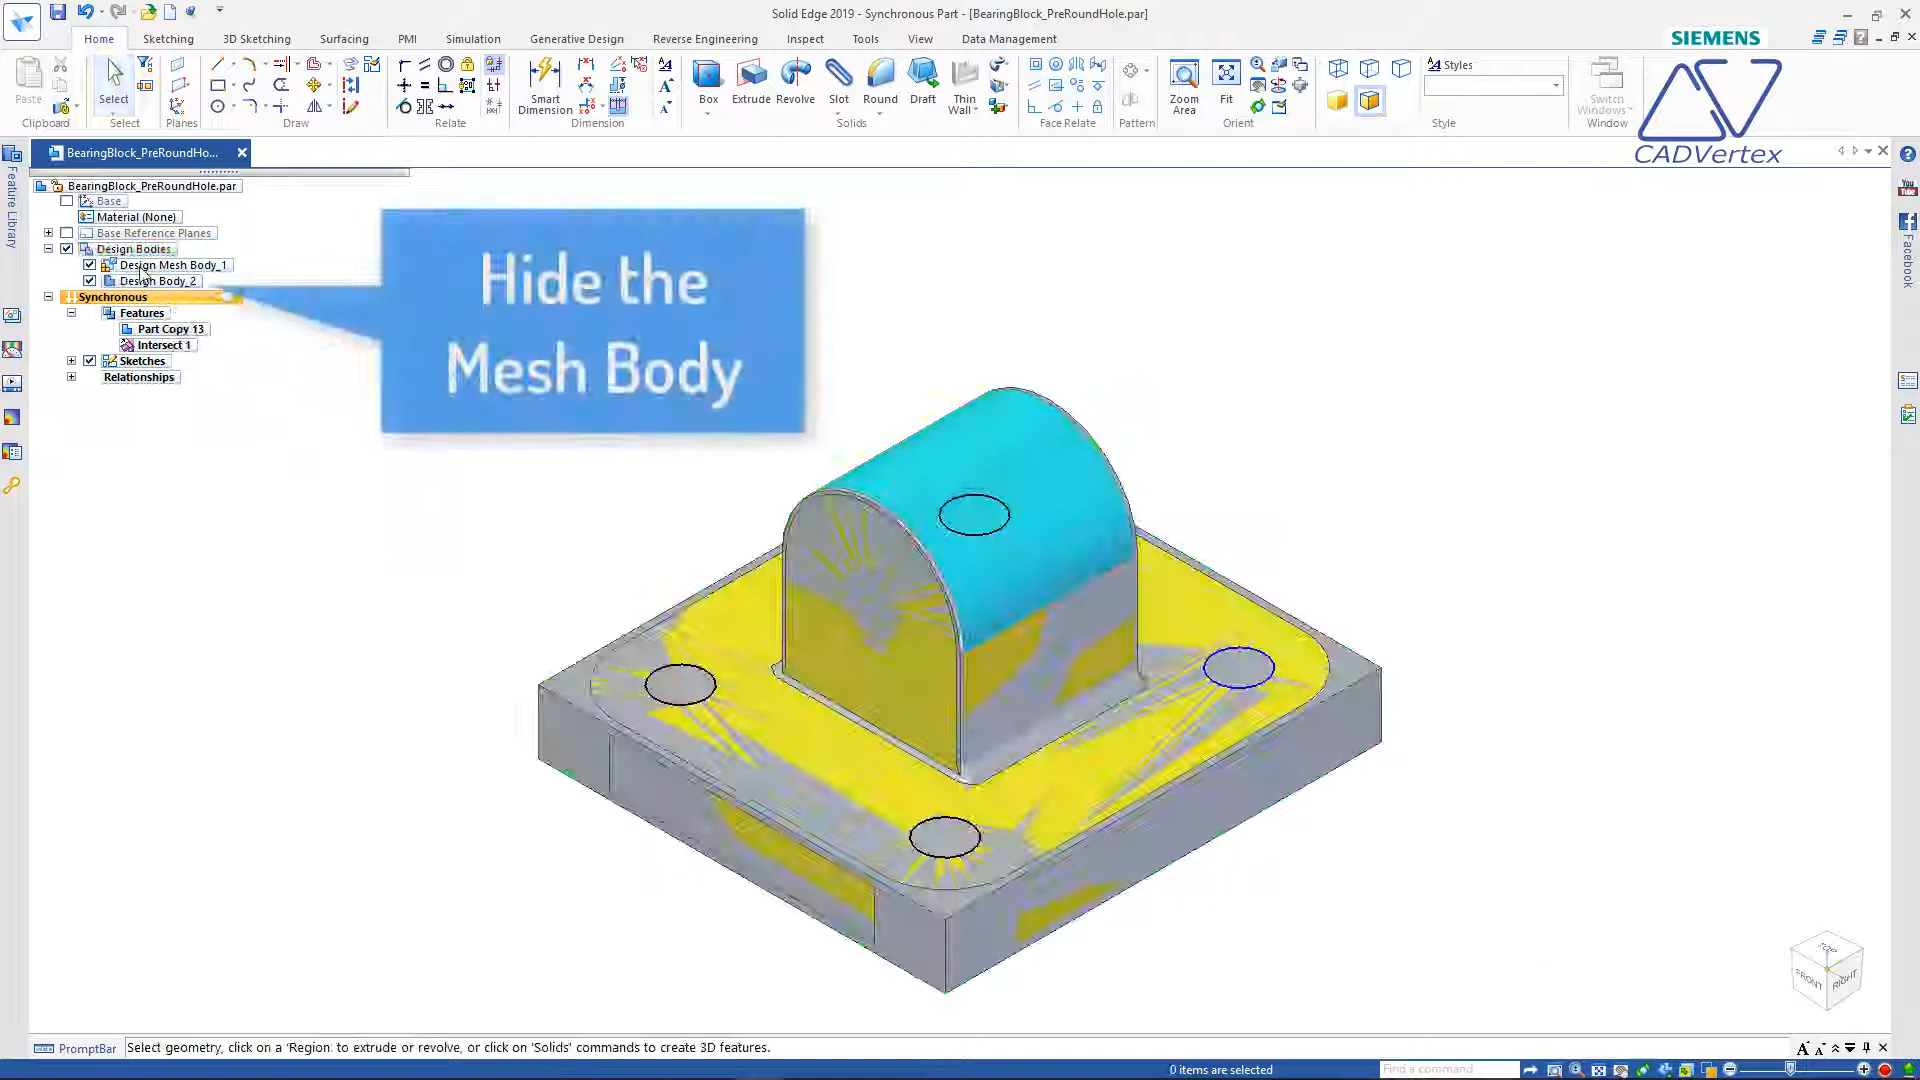 Solid Edge 2019 - Synchronous Part - [BearingBlock_PreRoundHole.par]
Home
Sketching
3D Sketching
Surfacing
PMI
Simulation
Generative Design
Reverse Engineering
Inspect
Tools
View
Data Management
SIEMENS
Paste
Clipboard
Select
Select
Planes
Draw
Relate
Smart Dimension
Dimension
Box
Extrude
Revolve
Slot
Round
Draft
Thin Wall
Solids
Face Relate
Pattern
Zoom Area
Fit
Orient
Styles
Style
Switch Windows
Window
CADVertex
BearingBlock_PreRoundHo...
Feature Library
YouTube
Facebook
BearingBlock_PreRoundHole.par
Base
Material (None)
Base Reference Planes
Design Bodies
Design Mesh Body_1
Design Body_2
Synchronous
Features
Part Copy 13
Intersect 1
Sketches
Relationships
Hide the
Mesh Body
TOP
FRONT
RIGHT
PromptBar
Select geometry, click on a 'Region' to extrude or revolve, or click on 'Solids' commands to create 3D features.
0 items are selected
Find a command